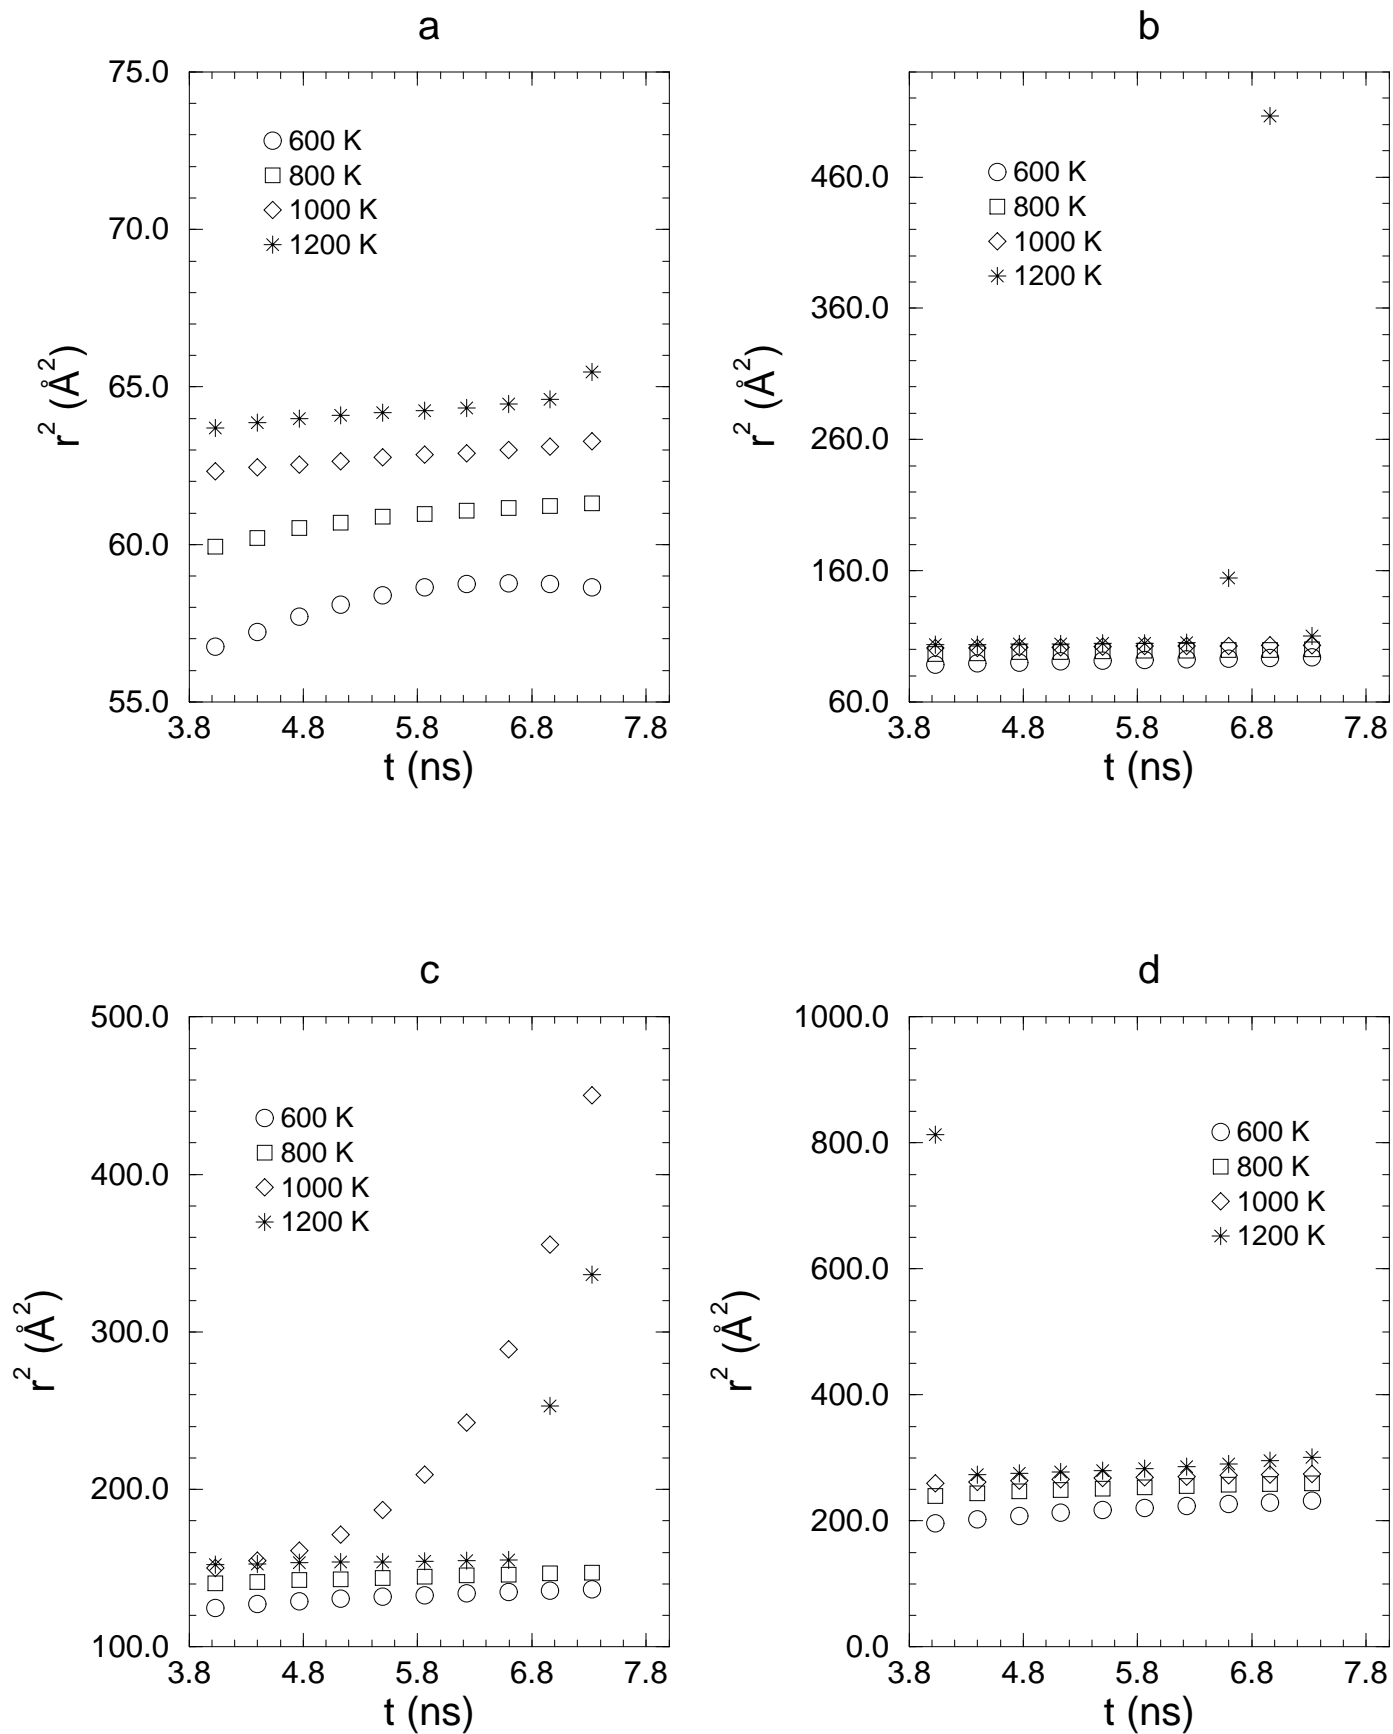 a
75.0
70.0
65.0
60.0
55.0
r² (Å²)
600 K
800 K
1000 K
1200 K
3.8 4.8 5.8 6.8 7.8
t (ns)
b
460.0
360.0
260.0
160.0
60.0
r² (Å²)
600 K
800 K
1000 K
1200 K
3.8 4.8 5.8 6.8 7.8
t (ns)
c
500.0
400.0
300.0
200.0
100.0
r² (Å²)
600 K
800 K
1000 K
1200 K
3.8 4.8 5.8 6.8 7.8
t (ns)
d
1000.0
800.0
600.0
400.0
200.0
0.0
r² (Å²)
600 K
800 K
1000 K
1200 K
3.8 4.8 5.8 6.8 7.8
t (ns)